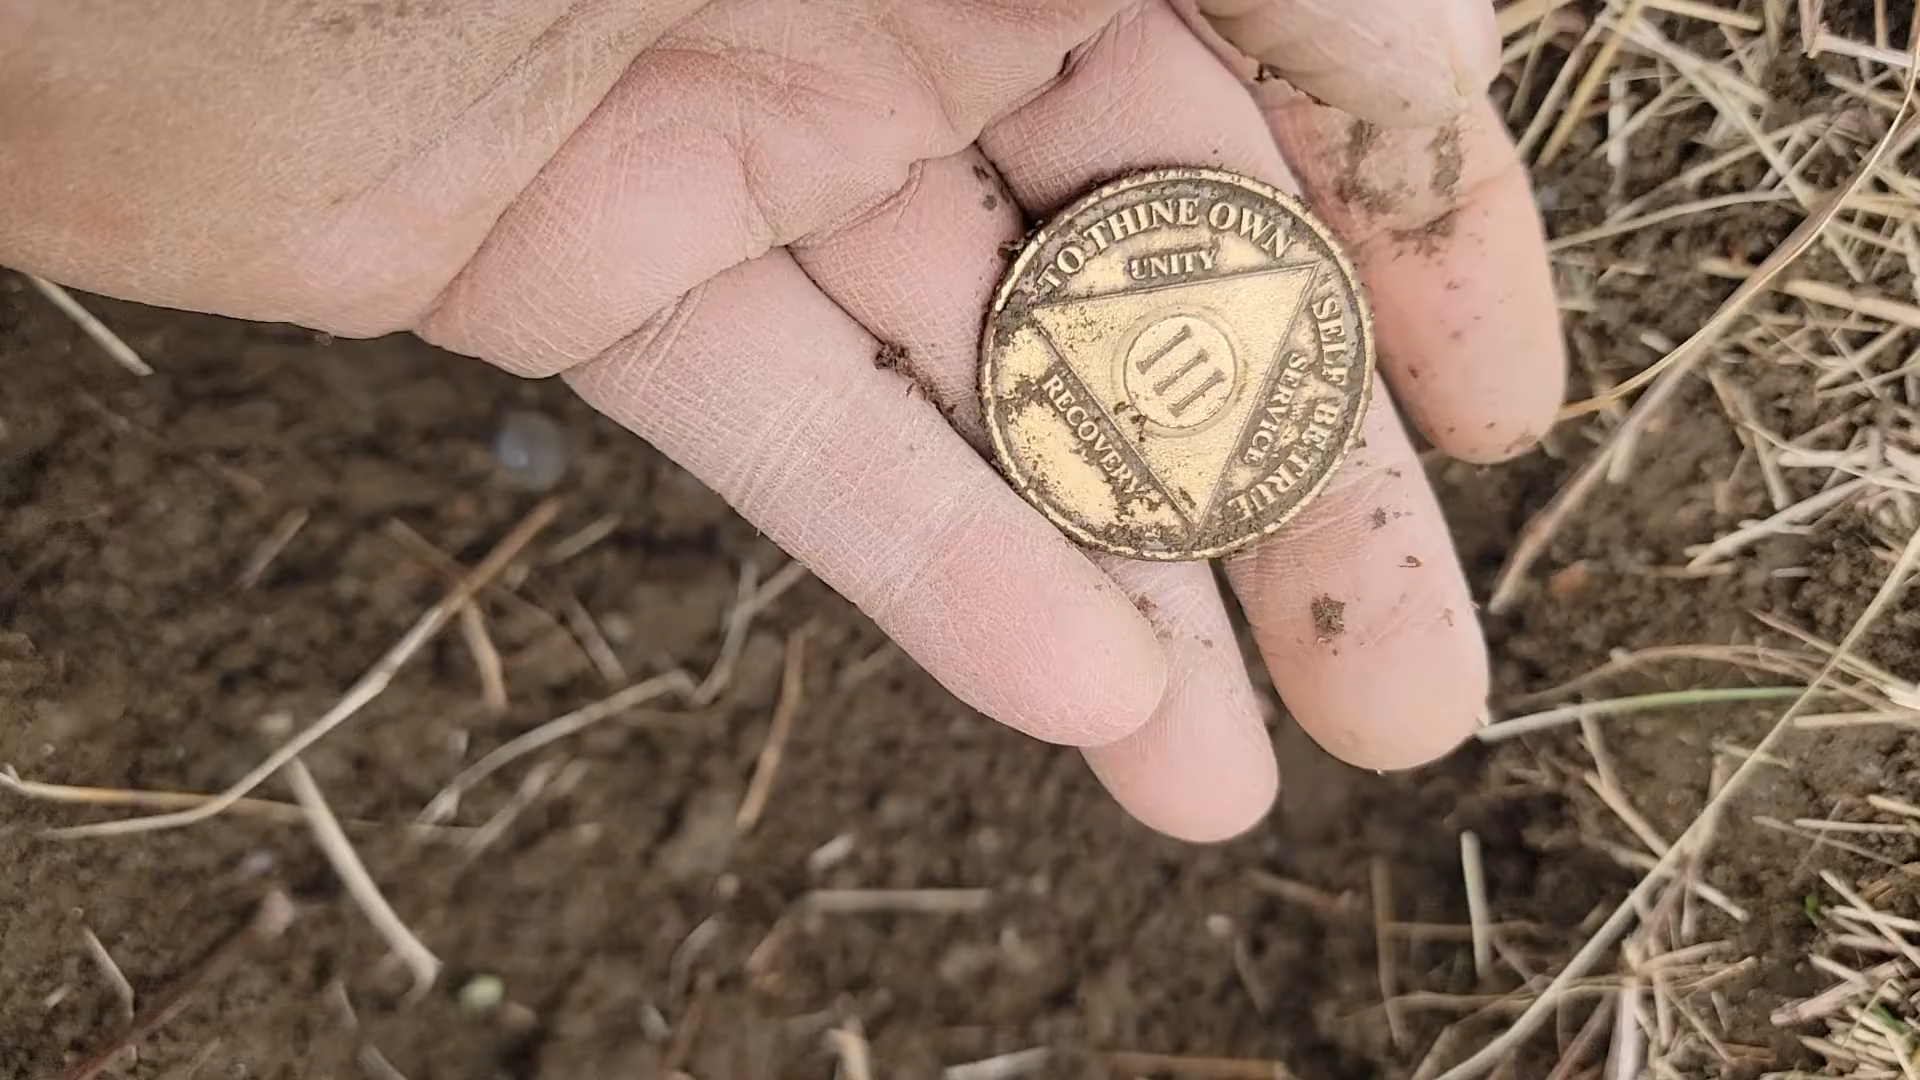 TO THINE OWN SELF BE TRUE
UNITY
SERVICE
RECOVERY
III